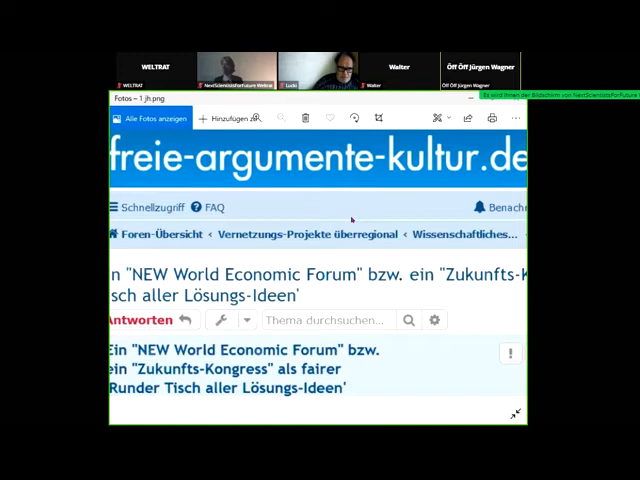 WELTRAT
Walter
Öff Öff Jürgen Wagner
WELTRAT
NextScientistsForFuture Weltrat
Ludci
Walter
Öff Öff Jürgen Wagner
Es wird Ihnen der Bildschirm von NextScientistsForFuture
Fotos – 1 jh.png
Alle Fotos anzeigen
Hinzufügen zu
freie-argumente-kultur.de
Schnellzugriff
FAQ
Benachr
Foren-Übersicht ‹ Vernetzungs-Projekte überregional ‹ Wissenschaftliches... ‹
n "NEW World Economic Forum" bzw. ein "Zukunfts-K
isch aller Lösungs-Ideen'
Antworten
Thema durchsuchen...
Ein "NEW World Economic Forum" bzw.
ein "Zukunfts-Kongress" als fairer
'Runder Tisch aller Lösungs-Ideen'